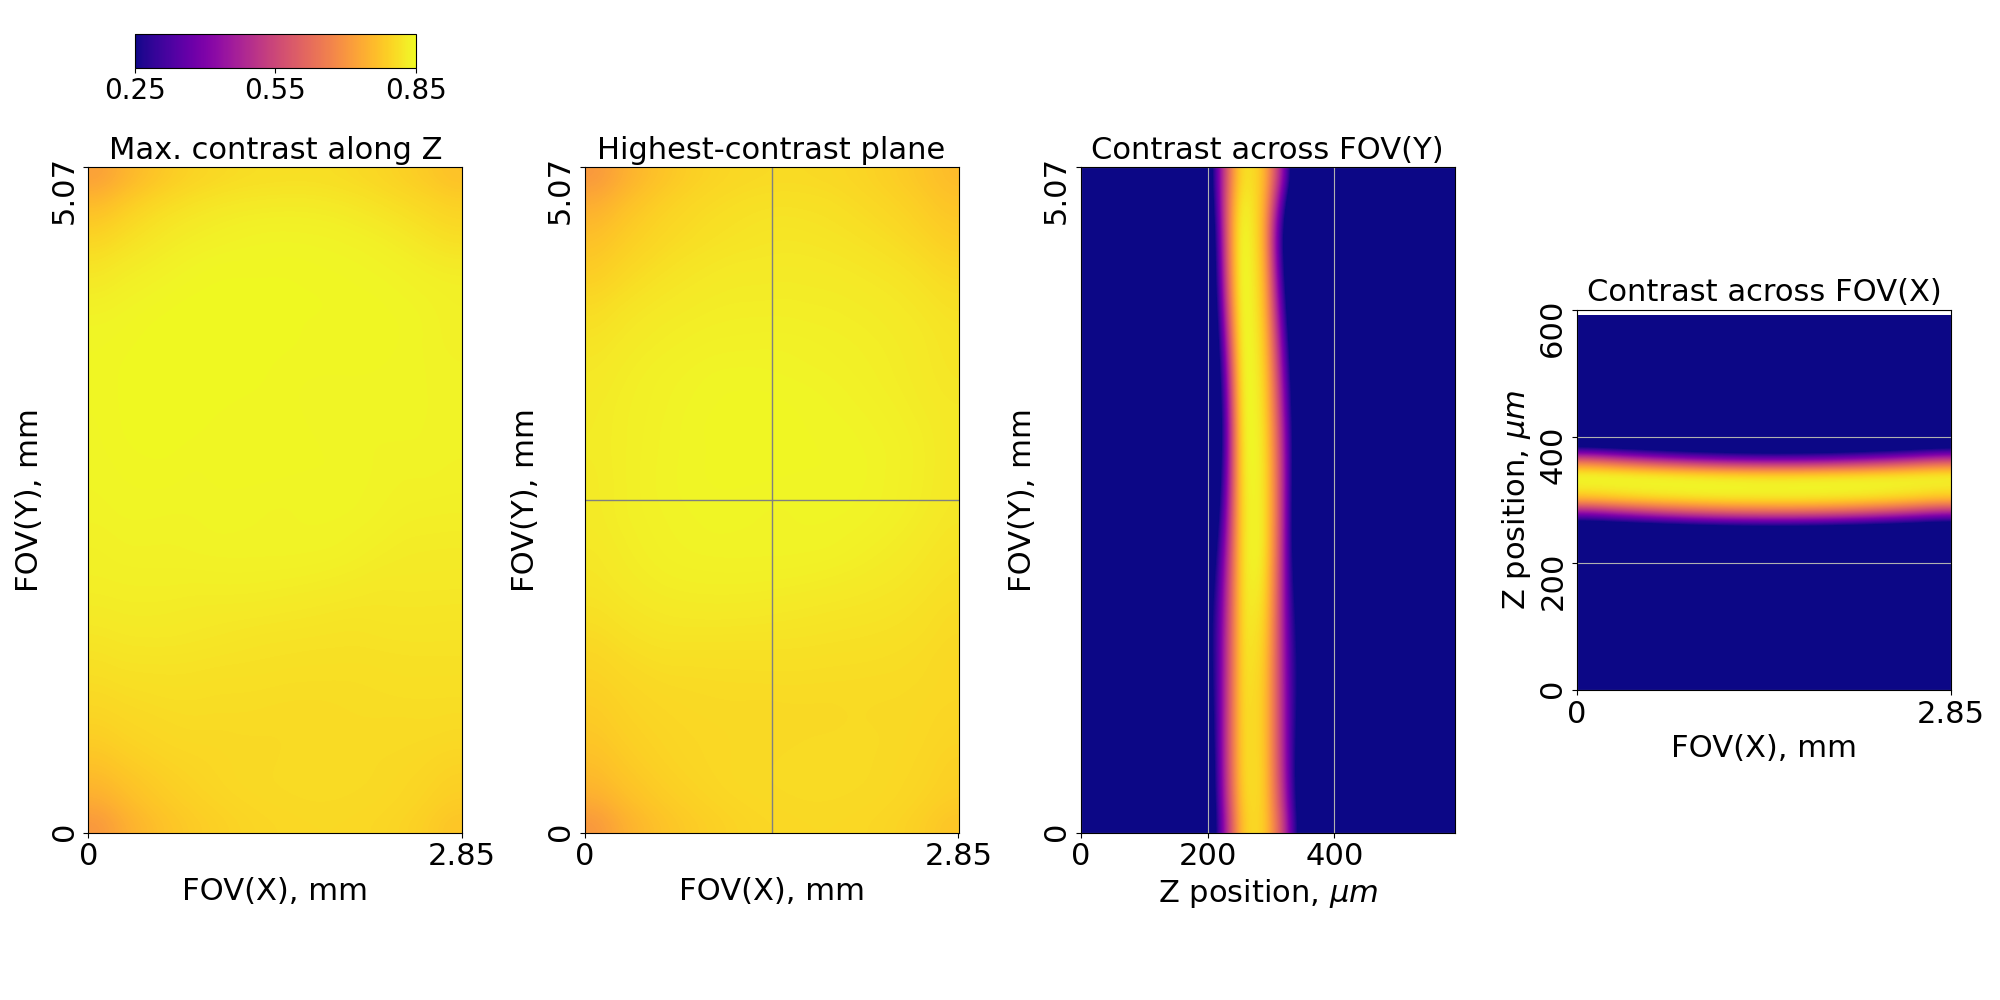 0.25 0.55 0.85
Max. contrast along Z
5.07
FOV(Y), mm
0
0 2.85
FOV(X), mm
Highest-contrast plane
5.07
FOV(Y), mm
0
0 2.85
FOV(X), mm
Contrast across FOV(Y)
5.07
FOV(Y), mm
0
0 200 400
Z position, μm
Contrast across FOV(X)
600
400
200
0
Z position, μm
0 2.85
FOV(X), mm